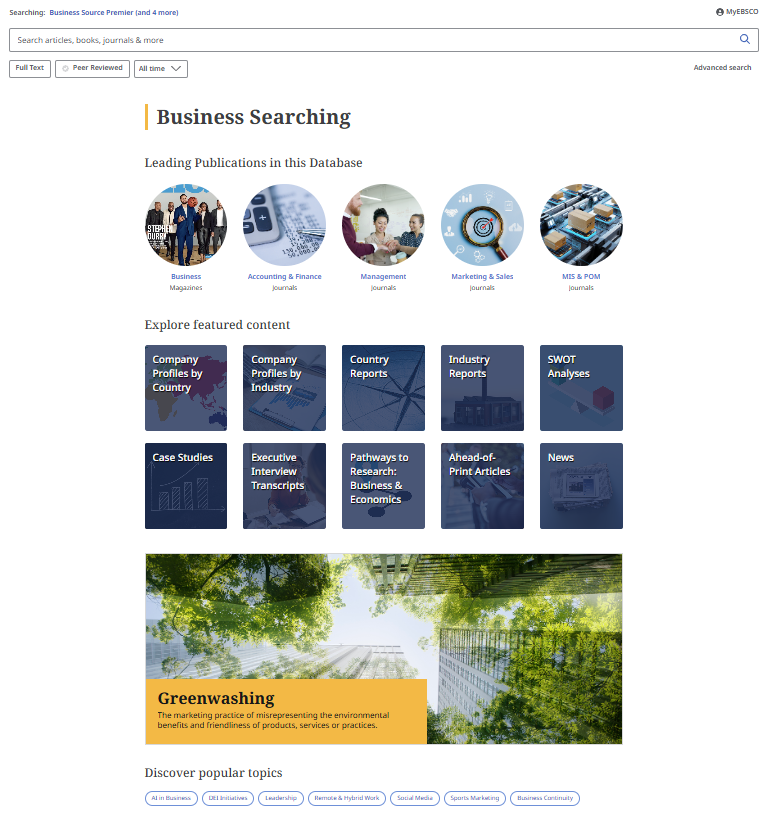 Searching: Business Source Premier (and 4 more)
MyEBSCO
Search articles, books, journals & more
Full Text
Peer Reviewed
All time
Advanced search
Business Searching
Leading Publications in this Database
STEPHEN
Business
Magazines
Accounting & Finance
Journals
Management
Journals
Marketing & Sales
Journals
MIS & POM
Journals
Explore featured content
Company
Profiles by
Country
Company
Profiles by
Industry
Country
Reports
Industry
Reports
SWOT
Analyses
Case Studies
Executive
Interview
Transcripts
Pathways to
Research:
Business &
Economics
Ahead-of-
Print Articles
News
Greenwashing
The marketing practice of misrepresenting the environmental
benefits and friendliness of products, services or practices.
Discover popular topics
AI in Business
DEI Initiatives
Leadership
Remote & Hybrid Work
Social Media
Sports Marketing
Business Continuity